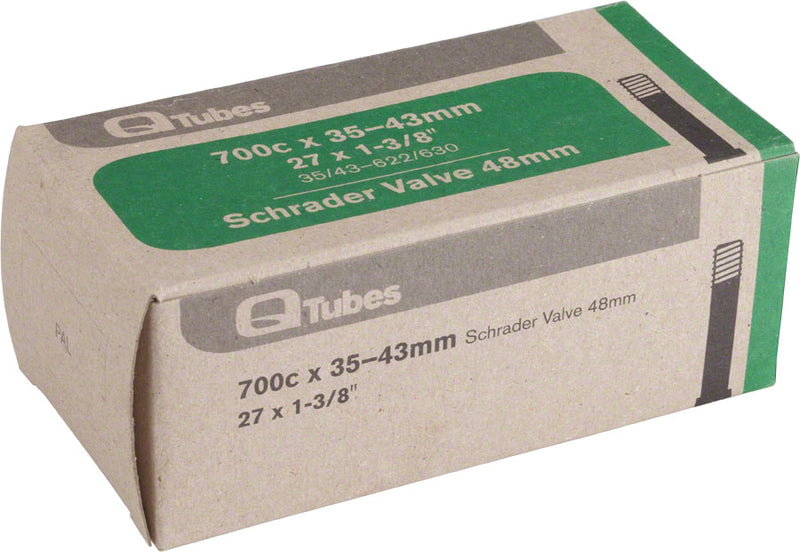 Q Tubes
700c x 35–43mm
27 x 1-3/8"
35/43–622/630
Schrader Valve 48mm
Q Tubes
700c x 35–43mm Schrader Valve 48mm
27 x 1-3/8"
PAL